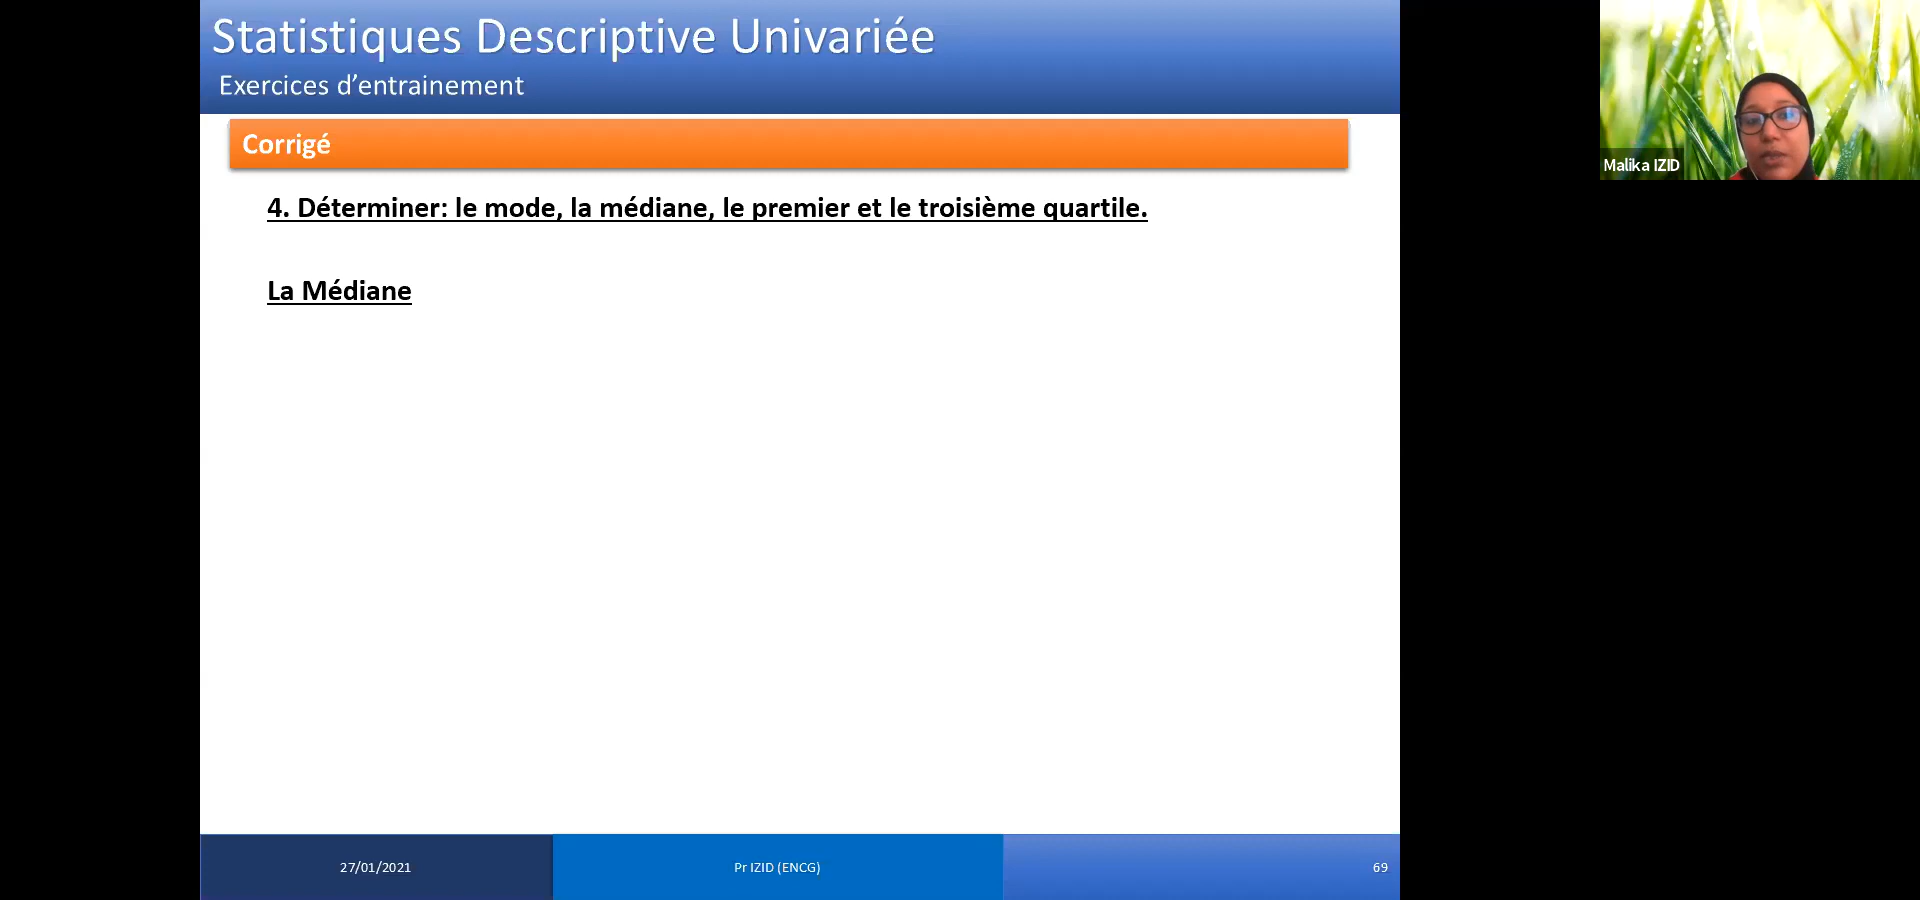 Statistiques Descriptive Univariée
Exercices d’entrainement
Corrigé
4. Déterminer: le mode, la médiane, le premier et le troisième quartile.
La Médiane
27/01/2021
Pr IZID (ENCG)
69
Malika IZID